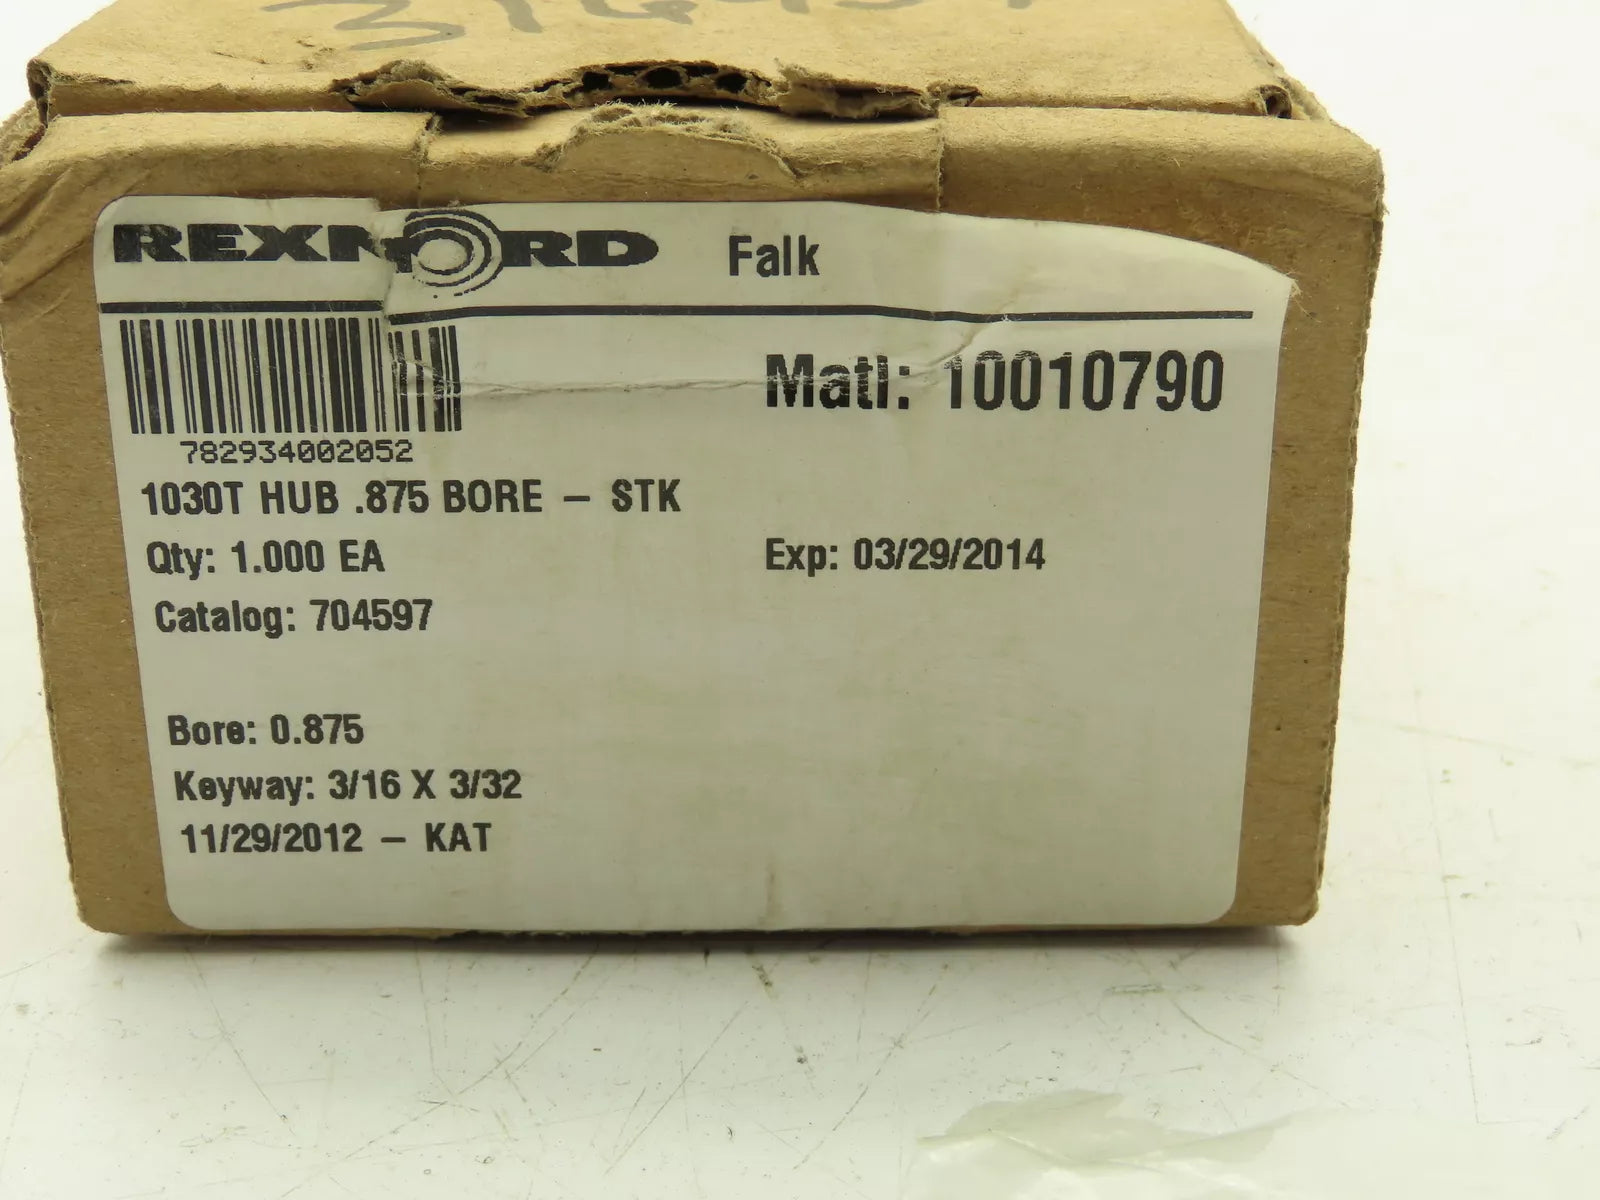 REXNORD Falk
Matl: 10010790
782934002052
1030T HUB .875 BORE – STK
Qty: 1.000 EA Exp: 03/29/2014
Catalog: 704597
Bore: 0.875
Keyway: 3/16 X 3/32
11/29/2012 – KAT